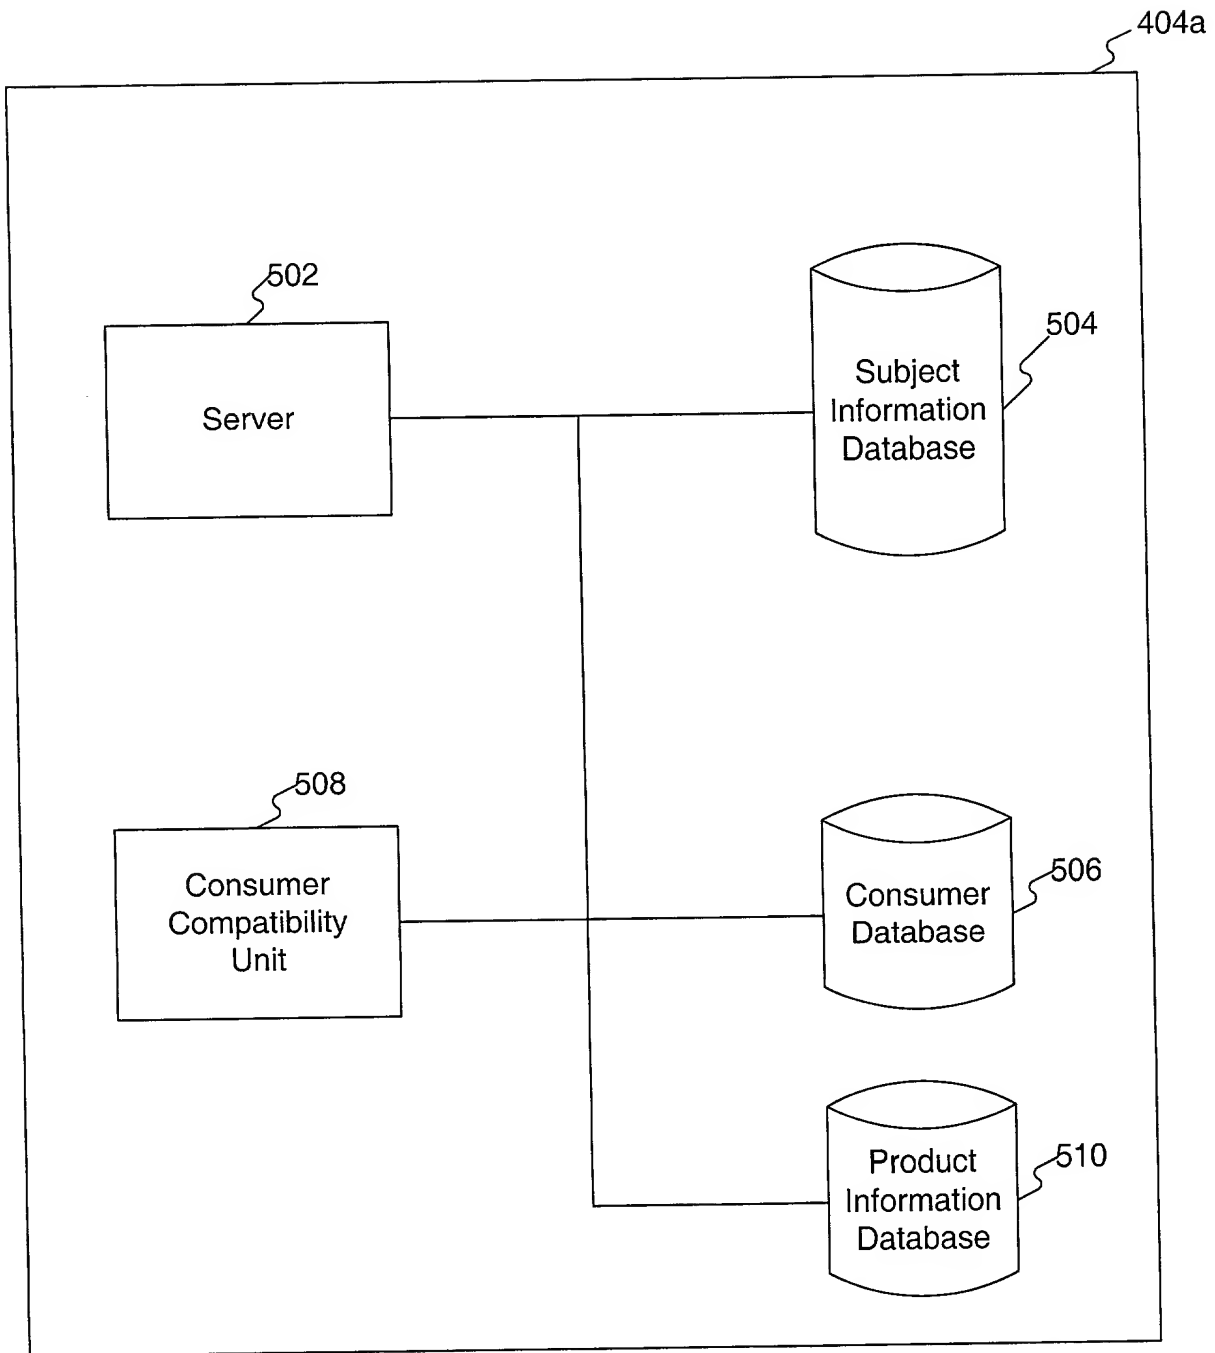 404a
502
Server
504
Subject
Information
Database
508
Consumer
Compatibility
Unit
506
Consumer
Database
510
Product
Information
Database